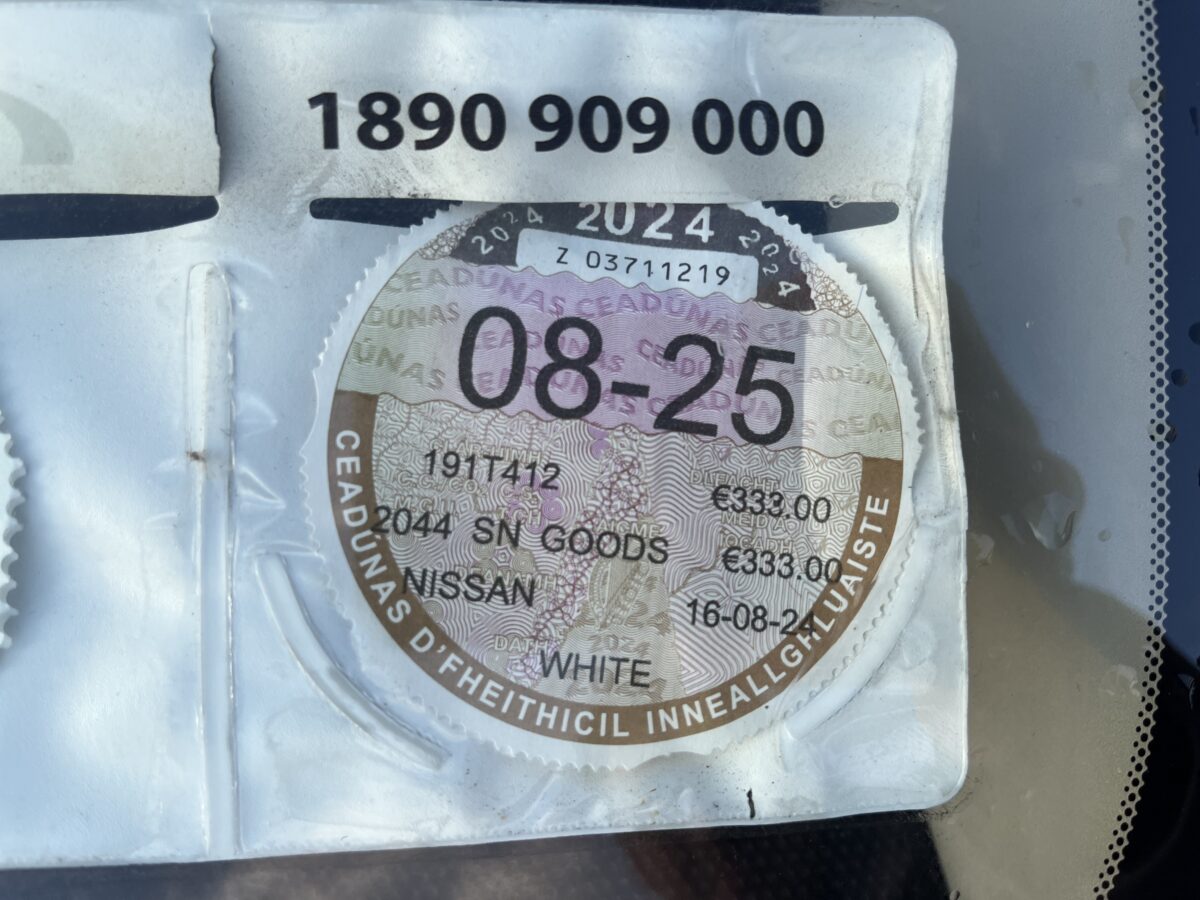 1890 909 000
2024 2024 2024
Z 03711219
CEADÚNAS CEADÚNAS CEADÚNAS
08-25
191T412
€333.00
2044 SN GOODS
€333.00
NISSAN
16-08-24
WHITE
CEADÚNAS D'FHEITHICIL INNEALLGHLUAISTE